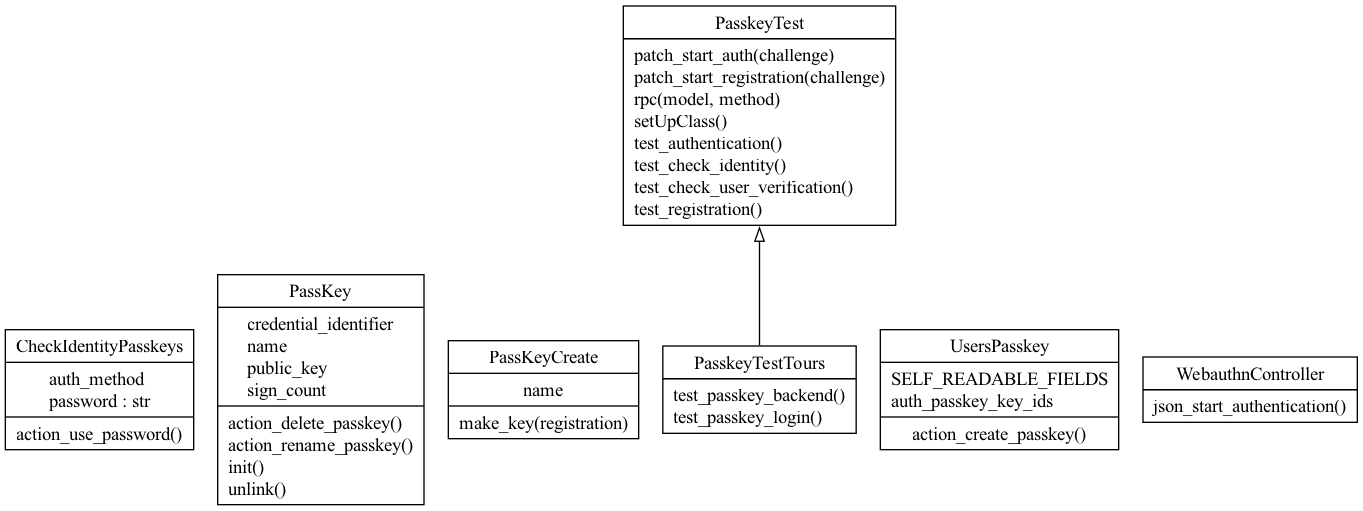 PasskeyTest
patch_start_auth(challenge)
patch_start_registration(challenge)
rpc(model, method)
setUpClass()
test_authentication()
test_check_identity()
test_check_user_verification()
test_registration()
CheckIdentityPasskeys
auth_method
password : str
action_use_password()
PassKey
credential_identifier
name
public_key
sign_count
action_delete_passkey()
action_rename_passkey()
init()
unlink()
PassKeyCreate
name
make_key(registration)
PasskeyTestTours
test_passkey_backend()
test_passkey_login()
UsersPasskey
SELF_READABLE_FIELDS
auth_passkey_key_ids
action_create_passkey()
WebauthnController
json_start_authentication()